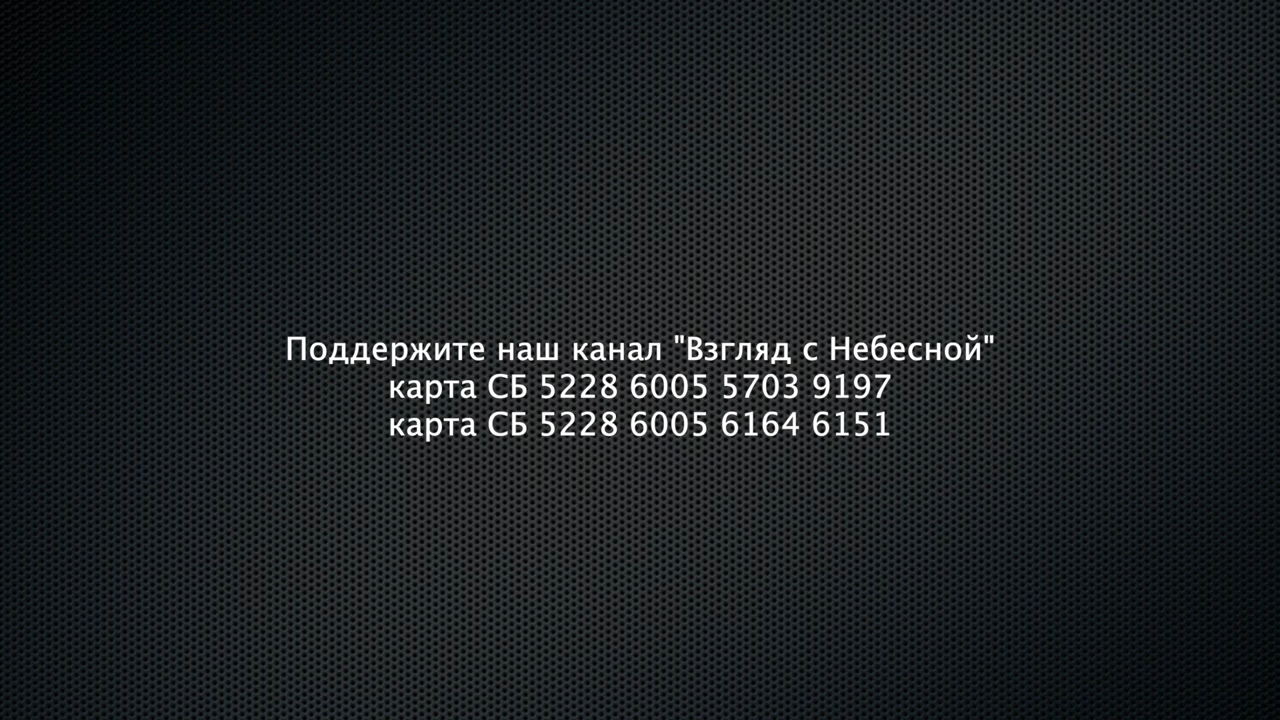 Поддержите наш канал "Взгляд с Небесной"
карта СБ 5228 6005 5703 9197
карта СБ 5228 6005 6164 6151